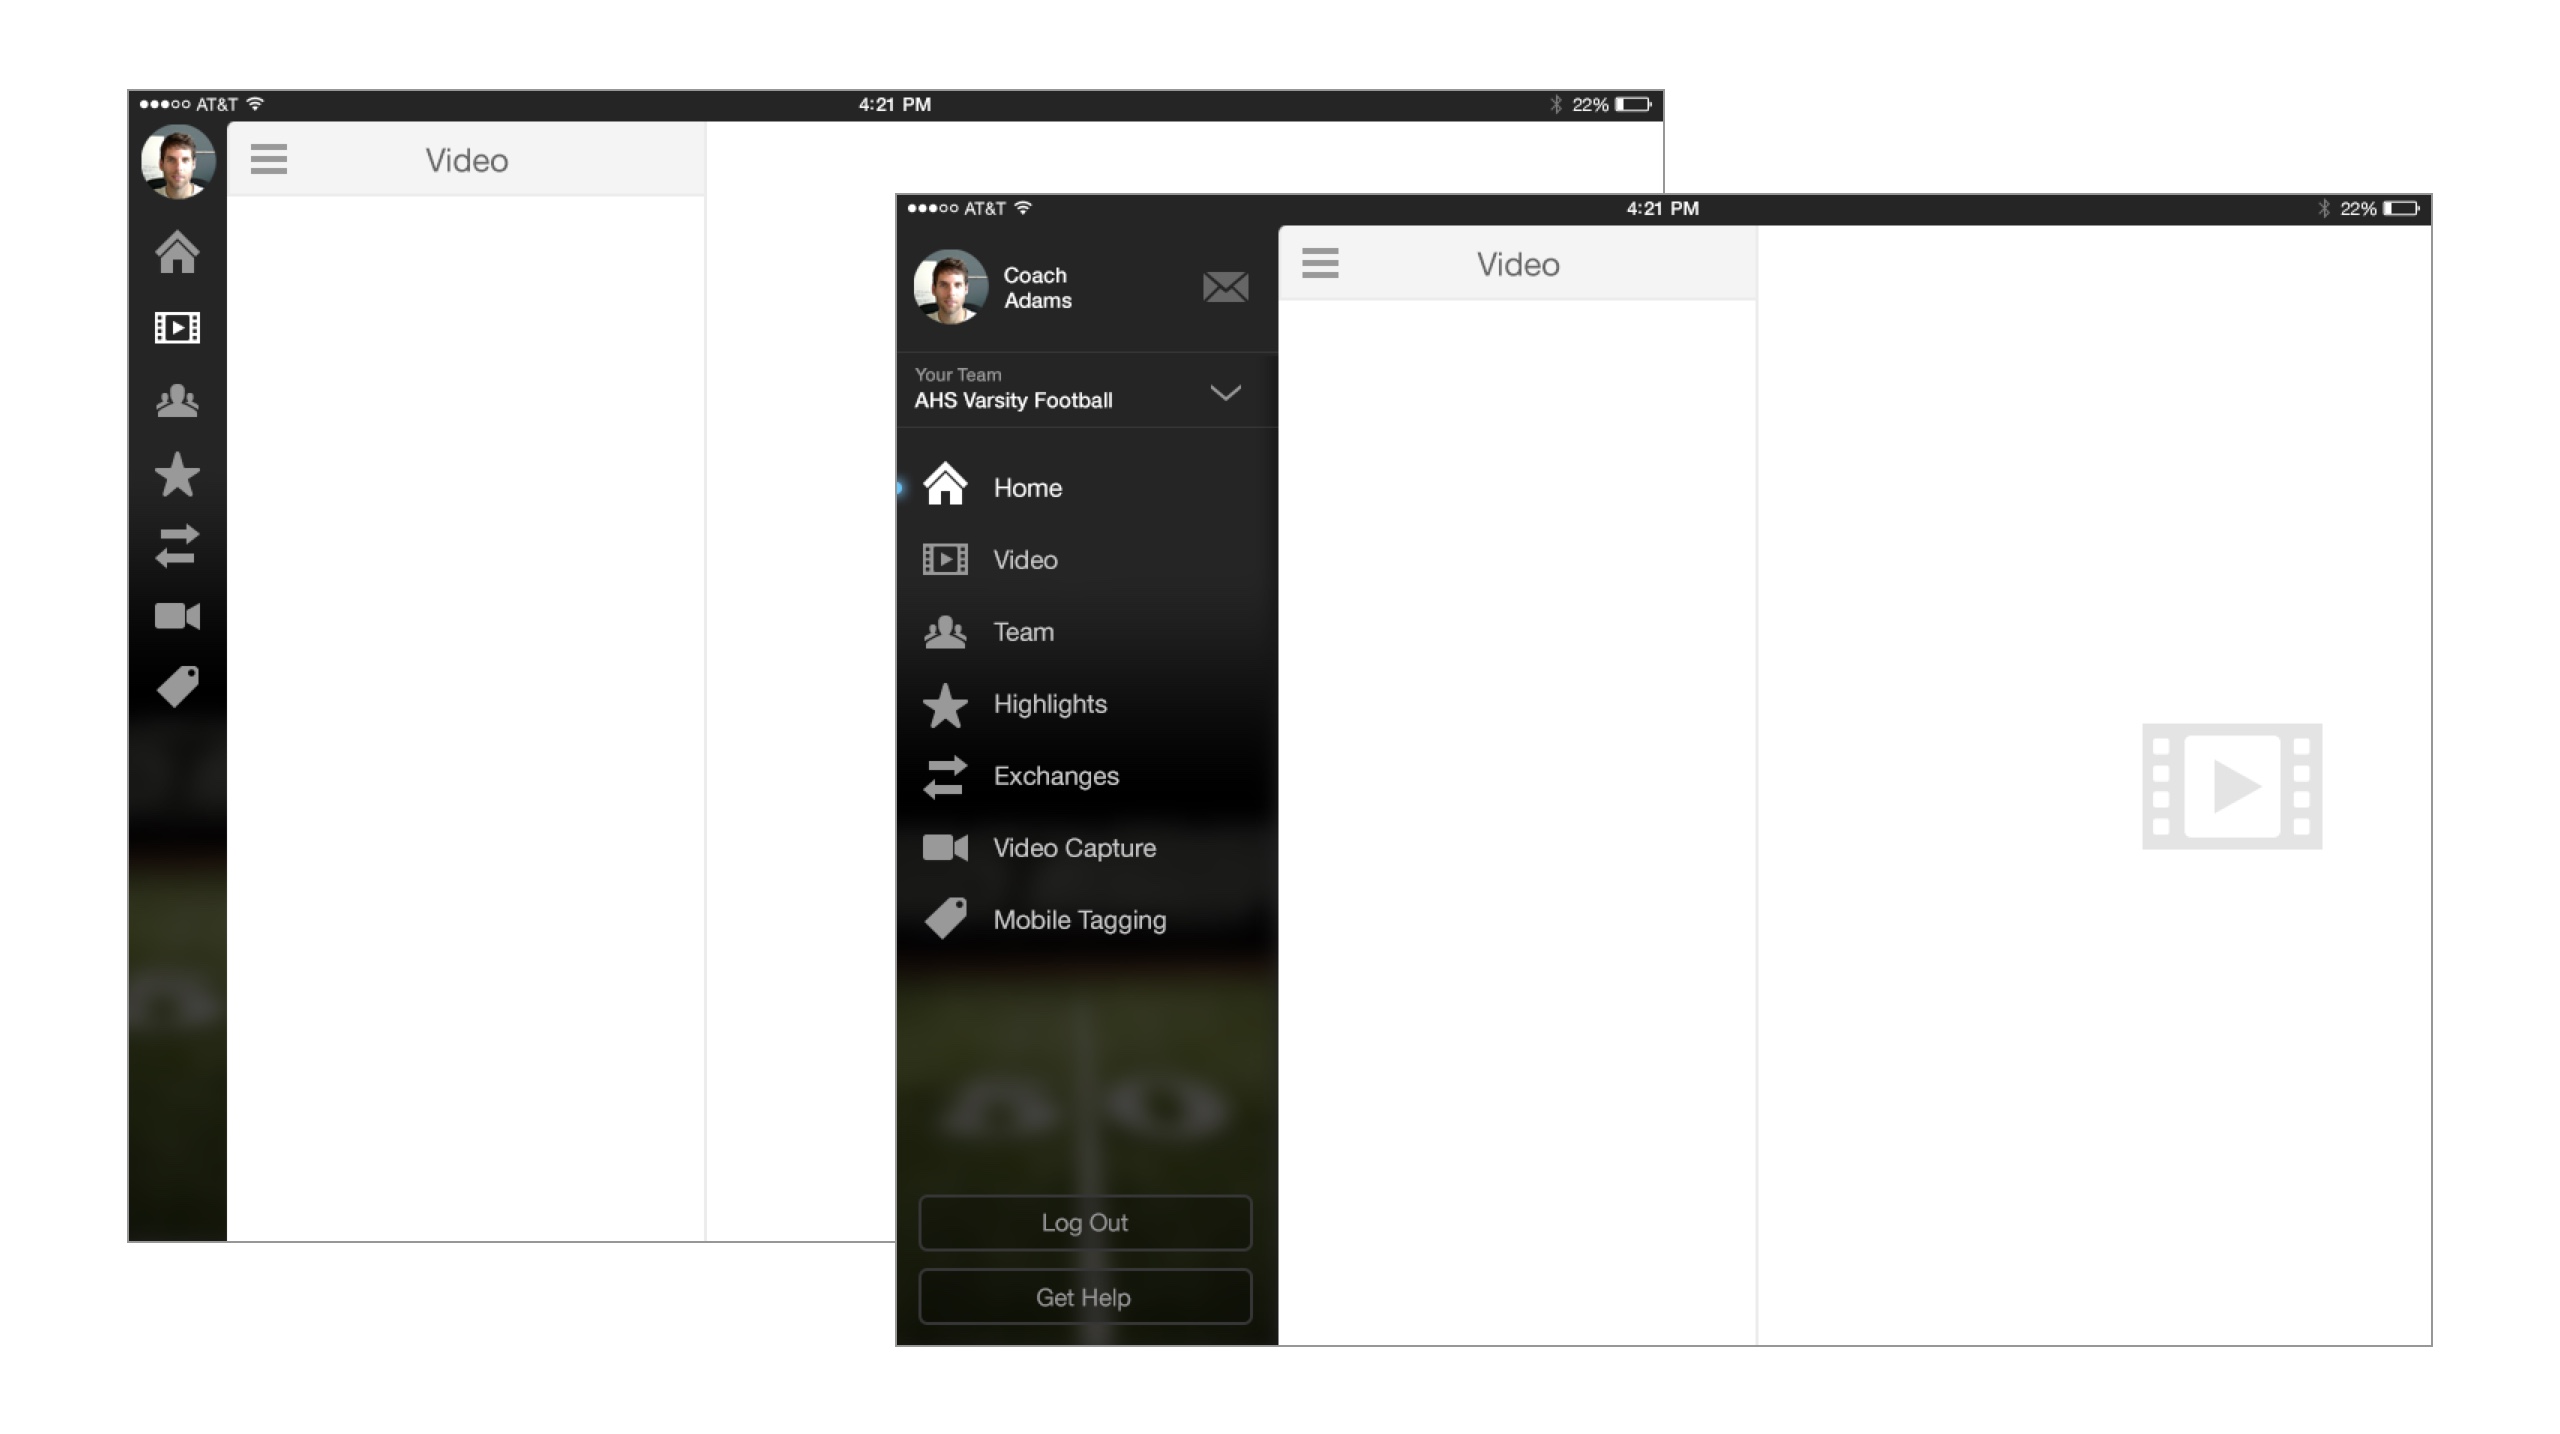 AT&T
4:21 PM
22%
Video
AT&T
4:21 PM
22%
Coach
Adams
Video
Your Team
AHS Varsity Football
Home
Video
Team
Highlights
Exchanges
Video Capture
Mobile Tagging
Log Out
Get Help